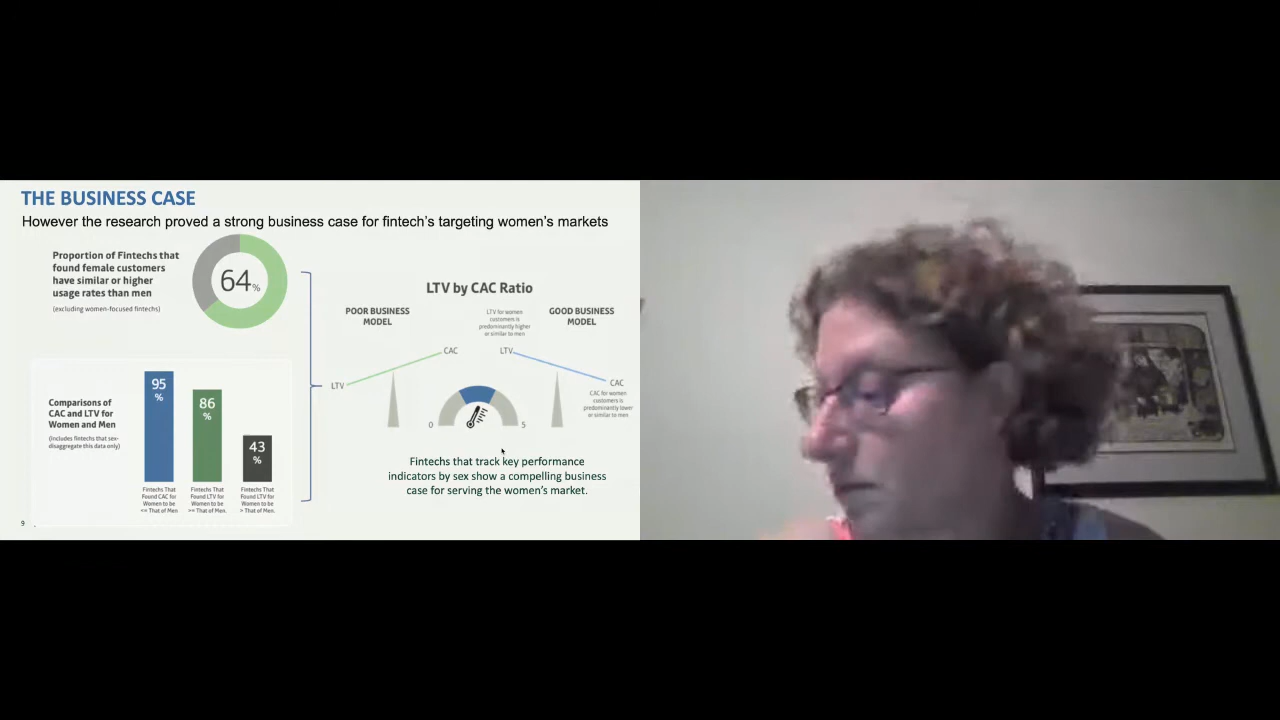 THE BUSINESS CASE
However the research proved a strong business case for fintech's targeting women's markets
Proportion of Fintechs that
found female customers
have similar or higher
usage rates than men
(excluding women-focused fintechs)
64%
LTV by CAC Ratio
POOR BUSINESS
MODEL
LTV for women
customers is
predominantly higher
or similar to men
GOOD BUSINESS
MODEL
CAC
LTV
LTV
CAC
CAC for women
customers is
predominantly lower
or similar to men
0
5
Comparisons of
CAC and LTV for
Women and Men
(Includes fintechs that sex-
disaggregate this data only)
95
%
86
%
43
%
Fintechs That
Found CAC for
Women to be
<= That of Men
Fintechs That
Found LTV for
Women to be
>= That of Men.
Fintechs That
Found LTV for
Women to be
> That of Men.
Fintechs that track key performance
indicators by sex show a compelling business
case for serving the women's market.
9